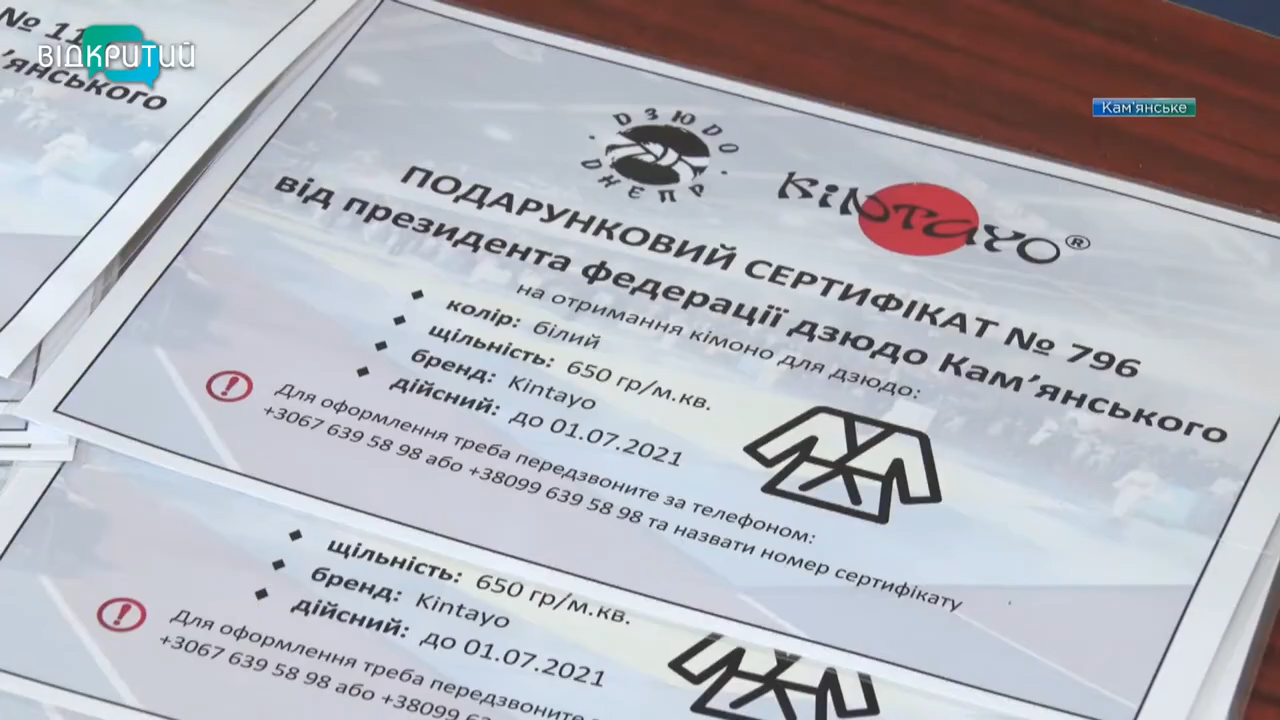 № 11
'янського
ВІДКРИТИЙ
Кам'янське
ДЗЮДО
ДНЕПР
KiNTAYO®
ПОДАРУНКОВИЙ СЕРТИФІКАТ № 796
від президента федерації дзюдо Кам'янського
на отримання кімоно для дзюдо:
колір: білий
щільність: 650 гр/м.кв.
бренд: Kintayo
дійсний: до 01.07.2021
Для оформлення треба передзвоните за телефоном:
+3067 639 58 98 або +38099 639 58 98 та назвати номер сертифікату
щільність: 650 гр/м.кв.
бренд: Kintayo
дійсний: до 01.07.2021
Для оформлення треба передзвоните
+3067 639 58 98 або +38099 639 58 98